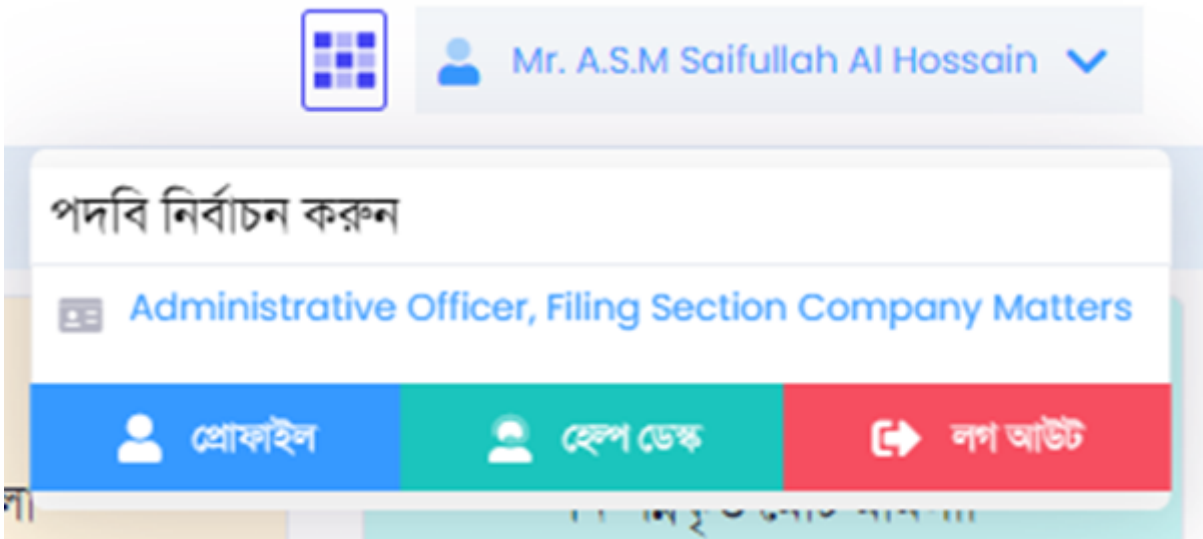 Mr. A.S.M Saifullah Al Hossain
পদবি নির্বাচন করুন
Administrative Officer, Filing Section Company Matters
প্রোফাইল হেল্প ডেস্ক লগ আউট